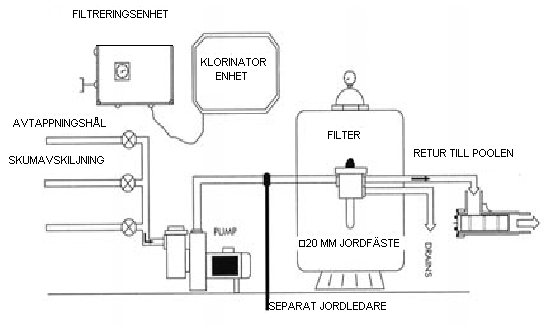 FILTRERINGSENHET
KLORINATOR
ENHET
AVTAPPNINGSHÅL
SKUMAVSKILJNING
FILTER
RETUR TILL POOLEN
PUMP
□20 MM JORDFÄSTE
DRAINS
SEPARAT JORDLEDARE